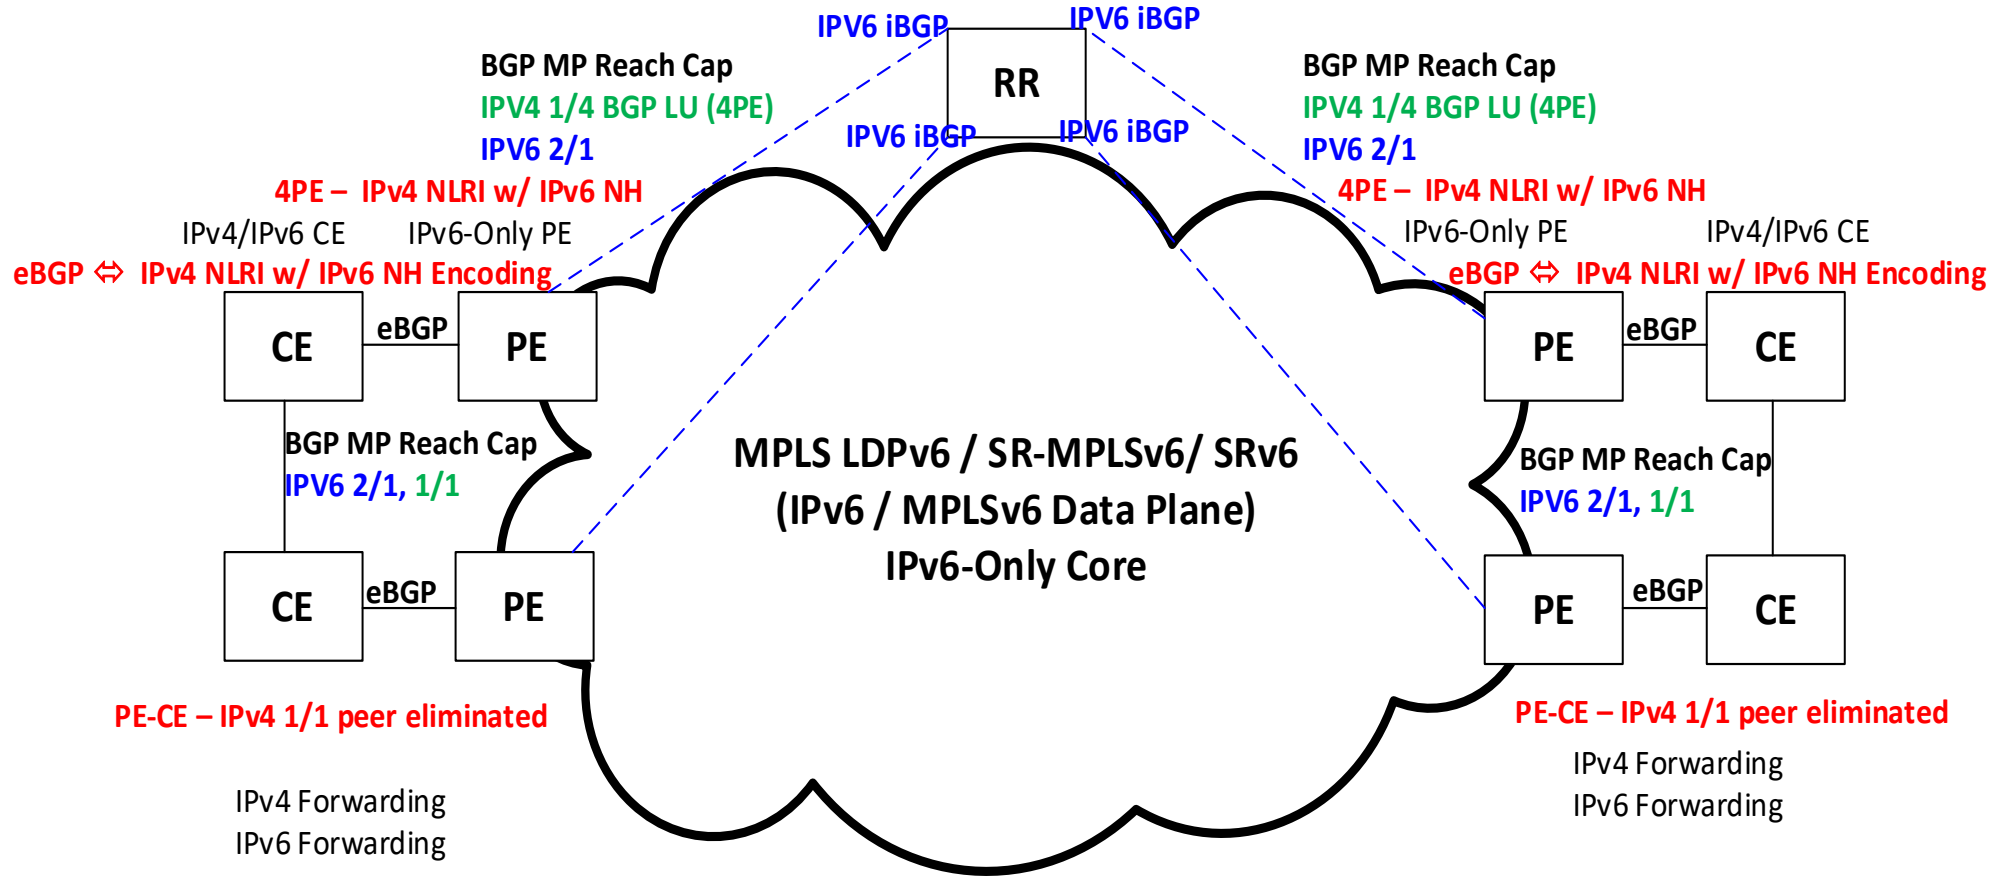 IPV6 iBGP
IPV6 iBGP
RR
IPV6 iBGP
IPV6 iBGP
BGP MP Reach Cap
IPV4 1/4 BGP LU (4PE)
IPV6 2/1
4PE – IPv4 NLRI w/ IPv6 NH
IPv4/IPv6 CE
IPv6-Only PE
eBGP ⬄ IPv4 NLRI w/ IPv6 NH Encoding
BGP MP Reach Cap
IPV4 1/4 BGP LU (4PE)
IPV6 2/1
4PE – IPv4 NLRI w/ IPv6 NH
IPv6-Only PE
IPv4/IPv6 CE
eBGP ⬄ IPv4 NLRI w/ IPv6 NH Encoding
CE
eBGP
PE
PE
eBGP
CE
BGP MP Reach Cap
IPV6 2/1, 1/1
MPLS LDPv6 / SR-MPLSv6/ SRv6
(IPv6 / MPLSv6 Data Plane)
IPv6-Only Core
BGP MP Reach Cap
IPV6 2/1, 1/1
CE
eBGP
PE
PE
eBGP
CE
PE-CE – IPv4 1/1 peer eliminated
IPv4 Forwarding
IPv6 Forwarding
PE-CE – IPv4 1/1 peer eliminated
IPv4 Forwarding
IPv6 Forwarding